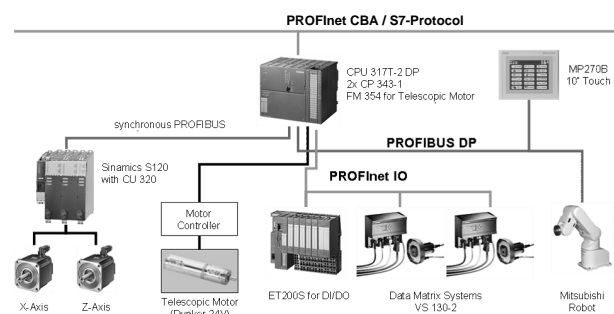 PROFInet CBA / S7-Protocol
CPU 317T-2 DP
2x CP 343-1
FM 354 for Telescopic Motor
MP270B
10" Touch
synchronous PROFIBUS
PROFIBUS DP
Sinamics S120
with CU 320
PROFInet IO
Motor
Controller
X-Axis
Z-Axis
Telescopic Motor
(Dunker 24V)
ET200S for DI/DO
Data Matrix Systems
VS 130-2
Mitsubishi
Robot